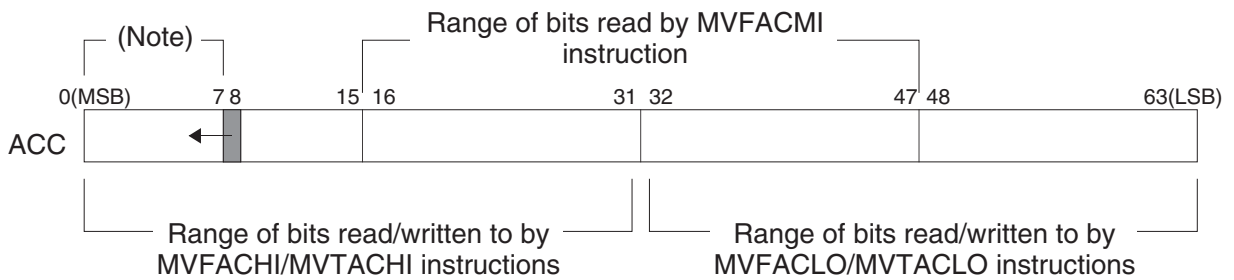 (Note)
Range of bits read by MVFACMI
instruction
0(MSB) 7 8 15 16 31 32 47 48 63(LSB)
ACC
Range of bits read/written to by
MVFACHI/MVTACHI instructions
Range of bits read/written to by
MVFACLO/MVTACLO instructions